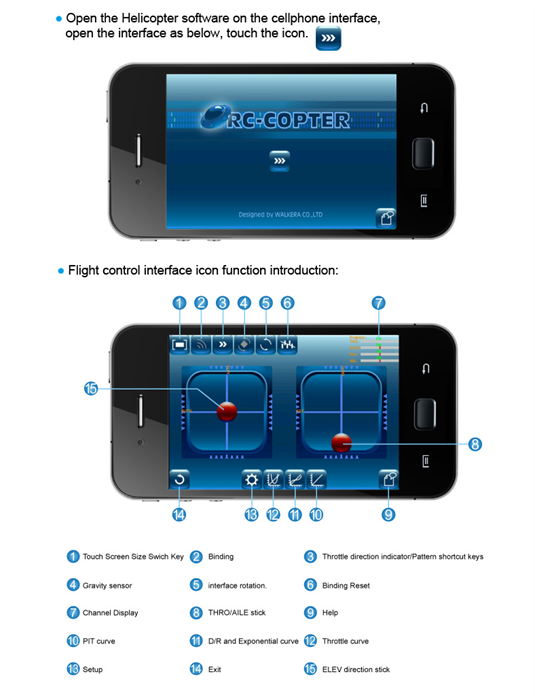 Open the Helicopter software on the cellphone interface,
open the interface as below, touch the icon.
RC-COPTER
Designed by WALKERA CO.,LTD
Flight control interface icon function introduction:
1 2 3 4 5 6 7
15
8
14 13 12 11 10 9
1 Touch Screen Size Swich Key 2 Binding 3 Throttle direction indicator/Pattern shortcut keys
4 Gravity sensor 5 interface rotation. 6 Binding Reset
7 Channel Display 8 THRO/AILE stick 9 Help
10 PIT curve 11 D/R and Exponential curve 12 Throttle curve
13 Setup 14 Exit 15 ELEV direction stick